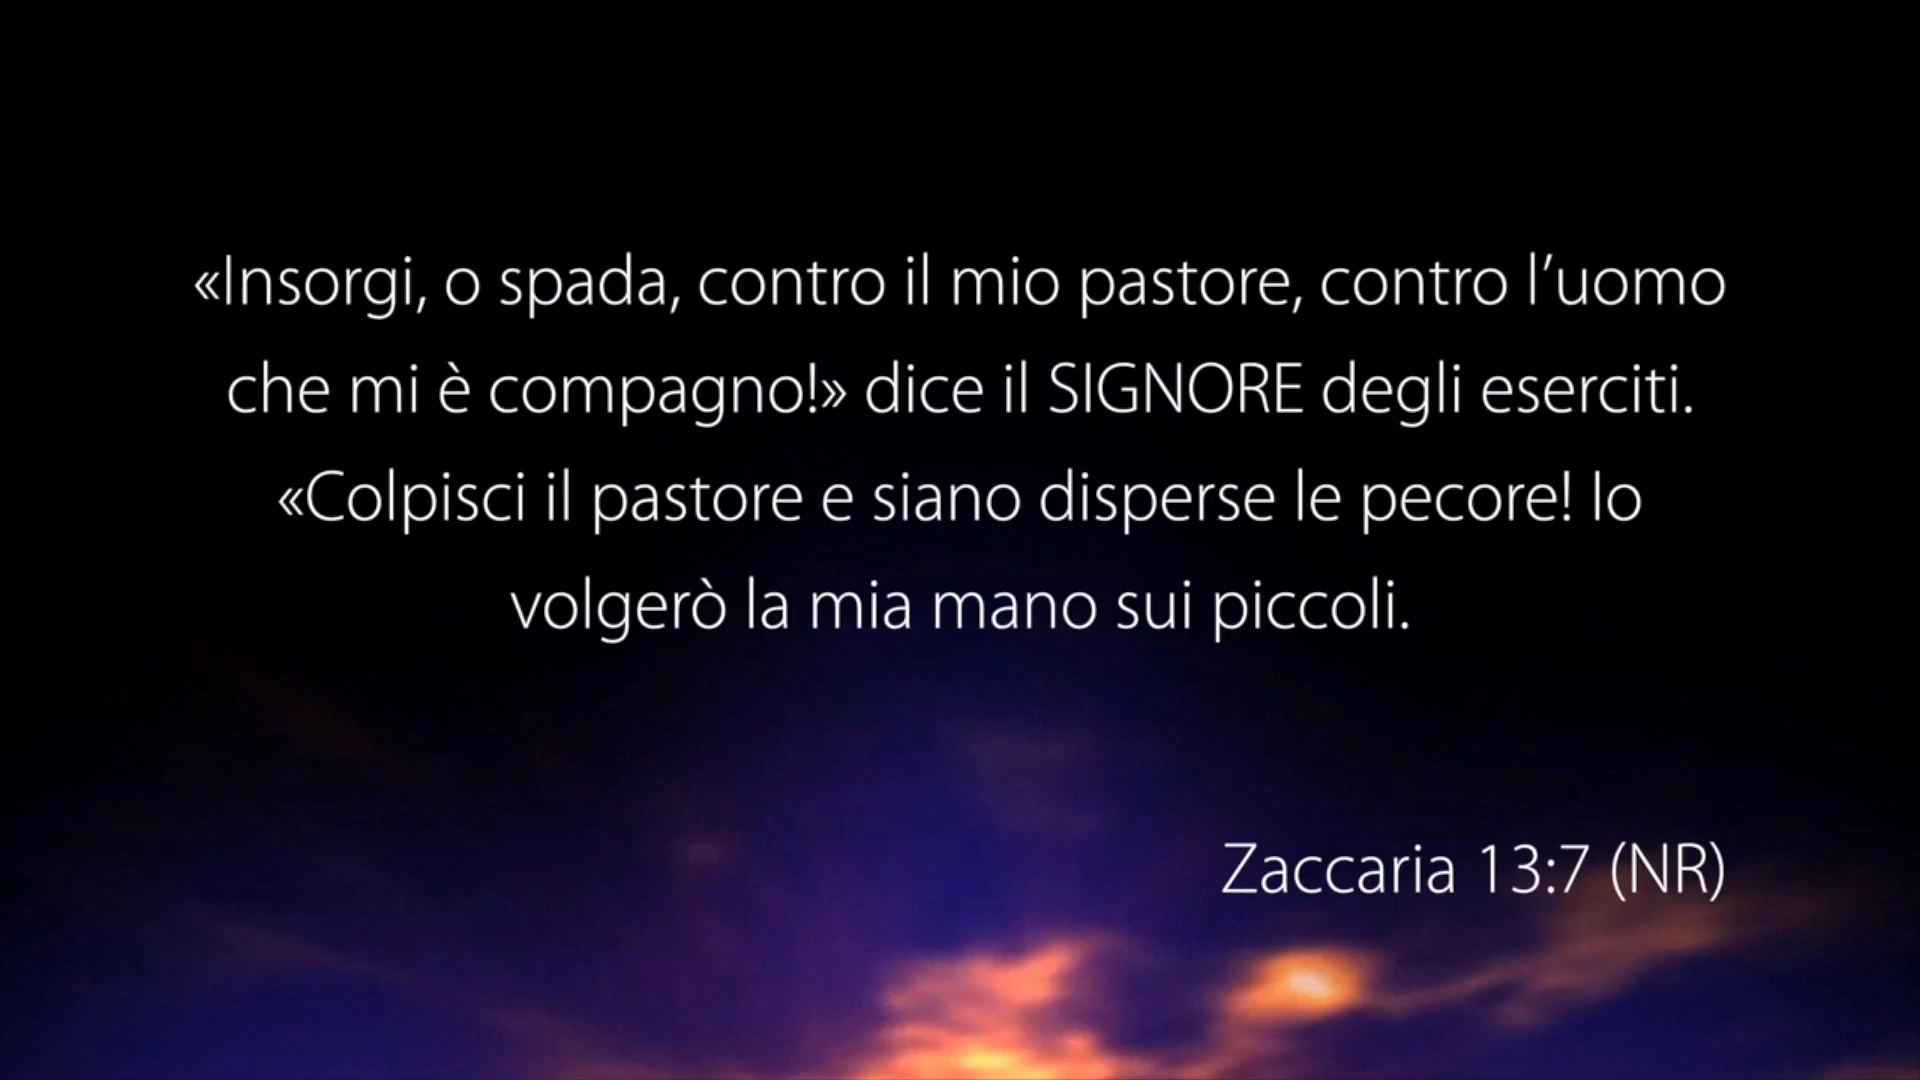 «Insorgi, o spada, contro il mio pastore, contro l’uomo
che mi è compagno!» dice il SIGNORE degli eserciti.
«Colpisci il pastore e siano disperse le pecore! Io
volgerò la mia mano sui piccoli.
Zaccaria 13:7 (NR)